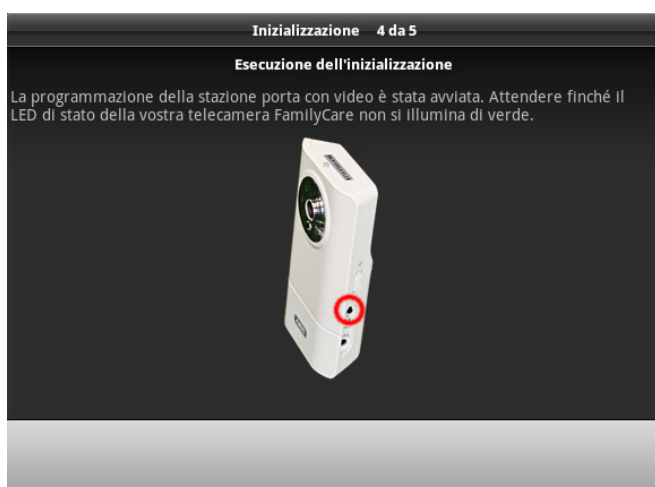 Inizializzazione 4 da 5
Esecuzione dell'inizializzazione
La programmazione della stazione porta con video è stata avviata. Attendere finché il
LED di stato della vostra telecamera FamilyCare non si illumina di verde.